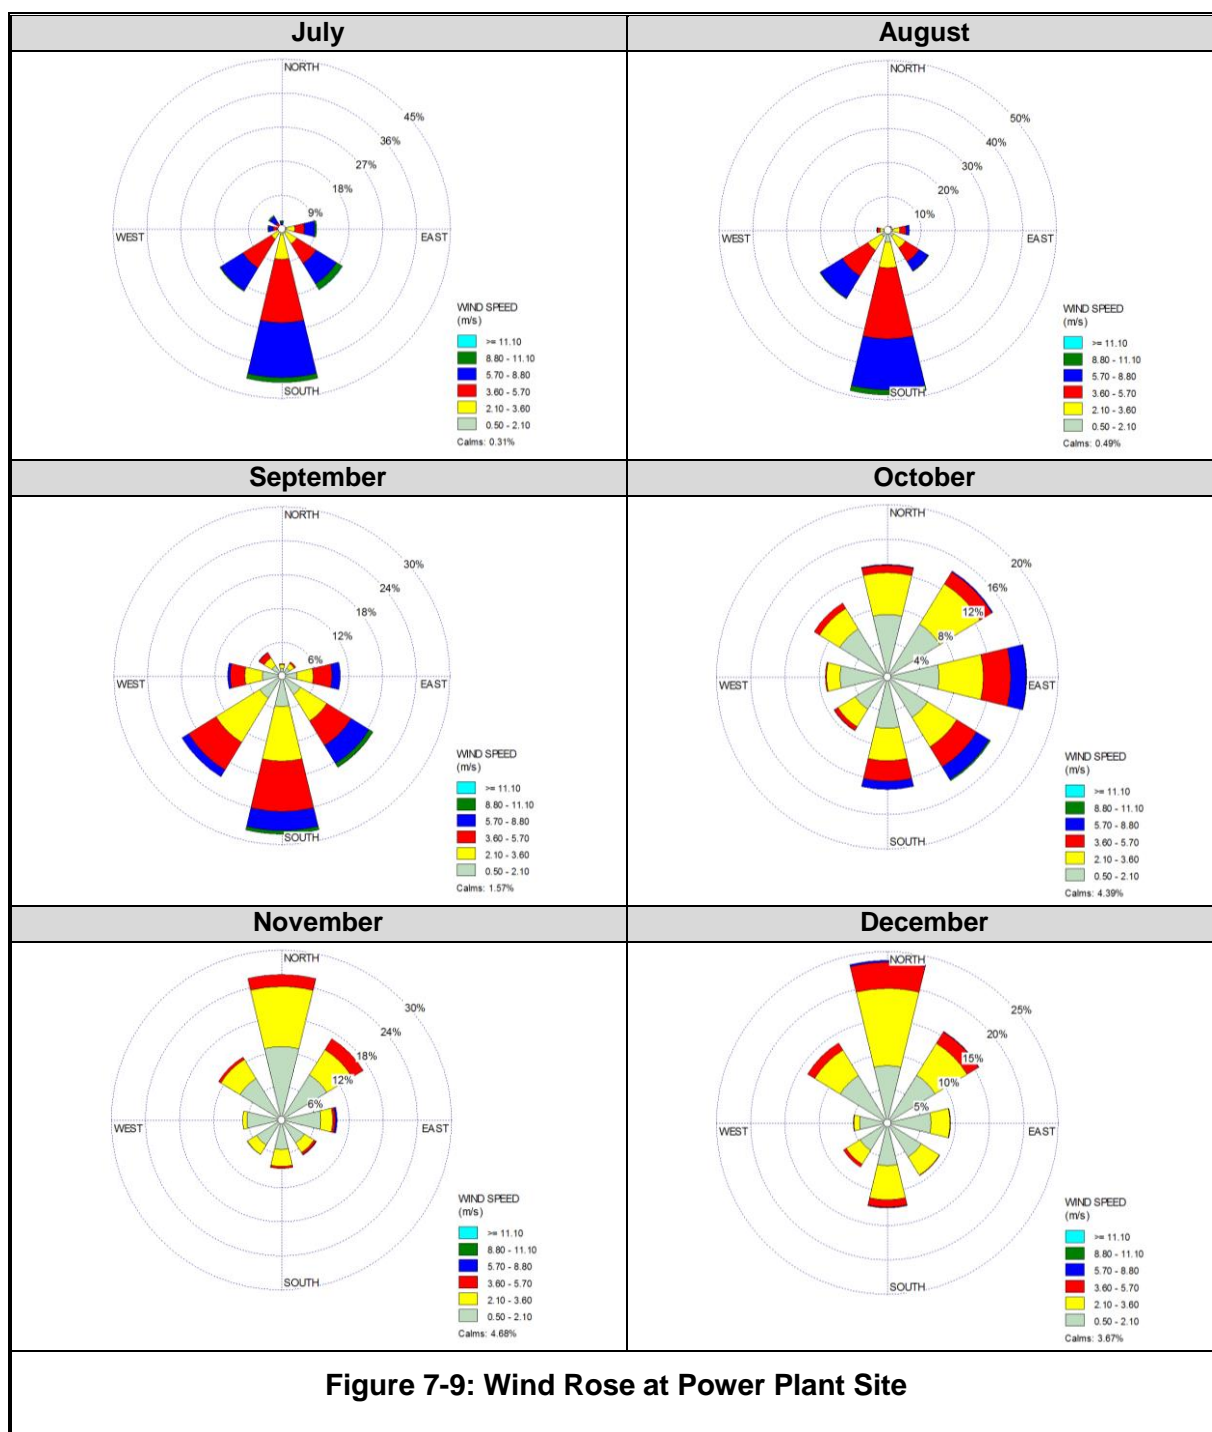 July
August
NORTH
45%
36%
27%
18%
9%
WEST
EAST
SOUTH
WIND SPEED
(m/s)
>= 11.10
8.80 - 11.10
5.70 - 8.80
3.60 - 5.70
2.10 - 3.60
0.50 - 2.10
Calms: 0.31%
NORTH
50%
40%
30%
20%
10%
WEST
EAST
SOUTH
WIND SPEED
(m/s)
>= 11.10
8.80 - 11.10
5.70 - 8.80
3.60 - 5.70
2.10 - 3.60
0.50 - 2.10
Calms: 0.49%
September
October
NORTH
30%
24%
18%
12%
6%
WEST
EAST
SOUTH
WIND SPEED
(m/s)
>= 11.10
8.80 - 11.10
5.70 - 8.80
3.60 - 5.70
2.10 - 3.60
0.50 - 2.10
Calms: 1.57%
NORTH
20%
16%
12%
8%
4%
WEST
EAST
SOUTH
WIND SPEED
(m/s)
>= 11.10
8.80 - 11.10
5.70 - 8.80
3.60 - 5.70
2.10 - 3.60
0.50 - 2.10
Calms: 4.39%
November
December
NORTH
30%
24%
18%
12%
6%
WEST
EAST
SOUTH
WIND SPEED
(m/s)
>= 11.10
8.80 - 11.10
5.70 - 8.80
3.60 - 5.70
2.10 - 3.60
0.50 - 2.10
Calms: 4.68%
NORTH
25%
20%
15%
10%
5%
WEST
EAST
SOUTH
WIND SPEED
(m/s)
>= 11.10
8.80 - 11.10
5.70 - 8.80
3.60 - 5.70
2.10 - 3.60
0.50 - 2.10
Calms: 3.67%
Figure 7-9: Wind Rose at Power Plant Site